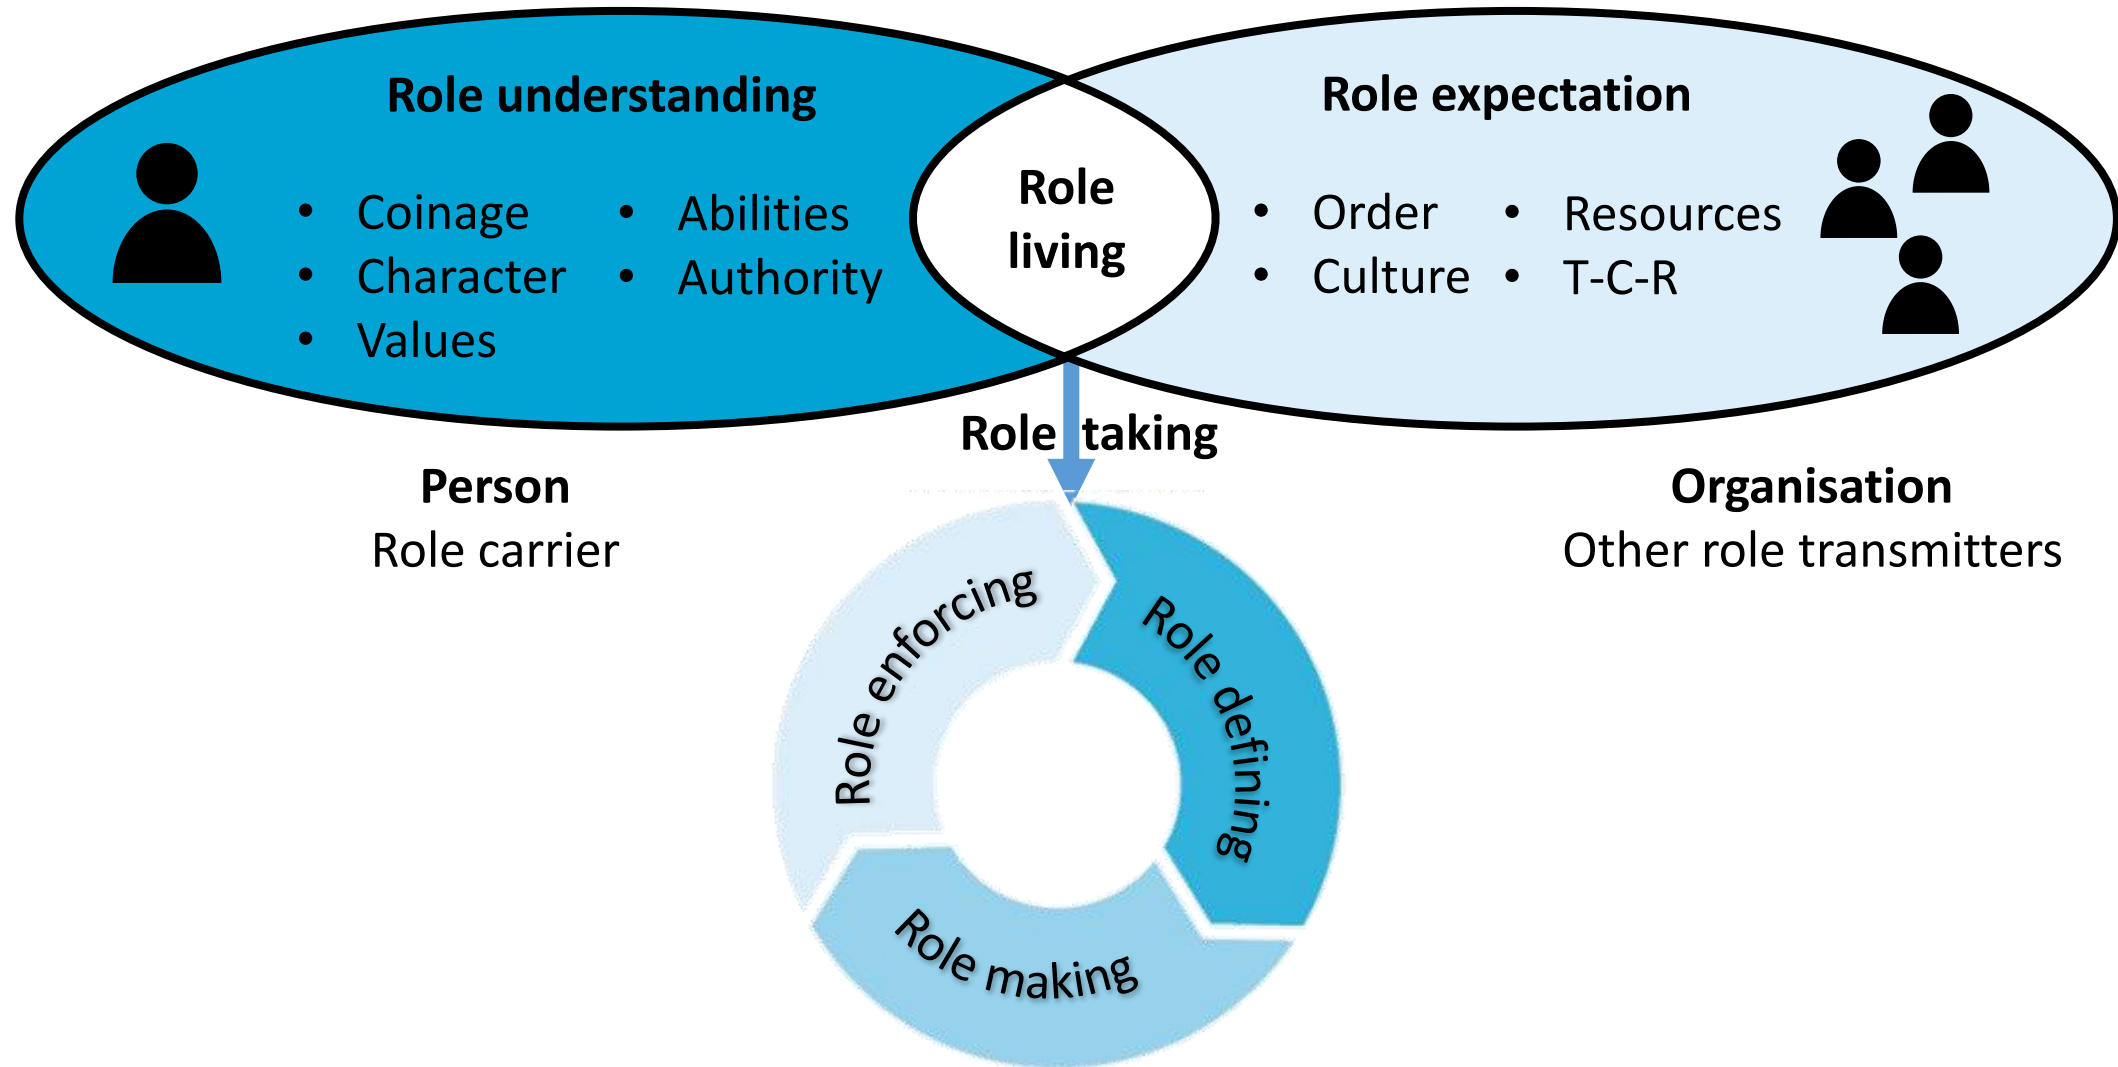 Role understanding
• Coinage
• Character
• Values
• Abilities
• Authority
Role
living
Role expectation
• Order
• Culture
• Resources
• T-C-R
Role taking
Person
Role carrier
Organisation
Other role transmitters
Role defining
Role making
Role enforcing